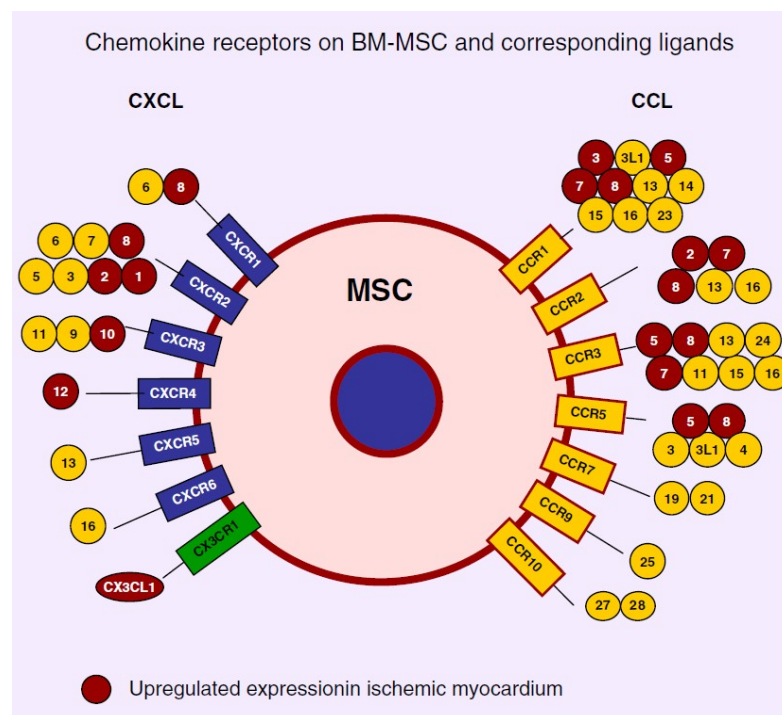 Chemokine receptors on BM-MSC and corresponding ligands
CXCL
CCL
6 8
CXCR1
6 7 8
5 3 2 1
CXCR2
11 9 10
CXCR3
12
CXCR4
13
CXCR5
16
CXCR6
CX3CL1
CX3CR1
MSC
3 3L1 5
7 8 13 14
15 16 23
CCR1
2 7
8 13 16
CCR2
5 8 13 24
7 11 15 16
CCR3
5 8
3 3L1 4
CCR5
19 21
CCR7
25
CCR9
27 28
CCR10
Upregulated expressionin ischemic myocardium